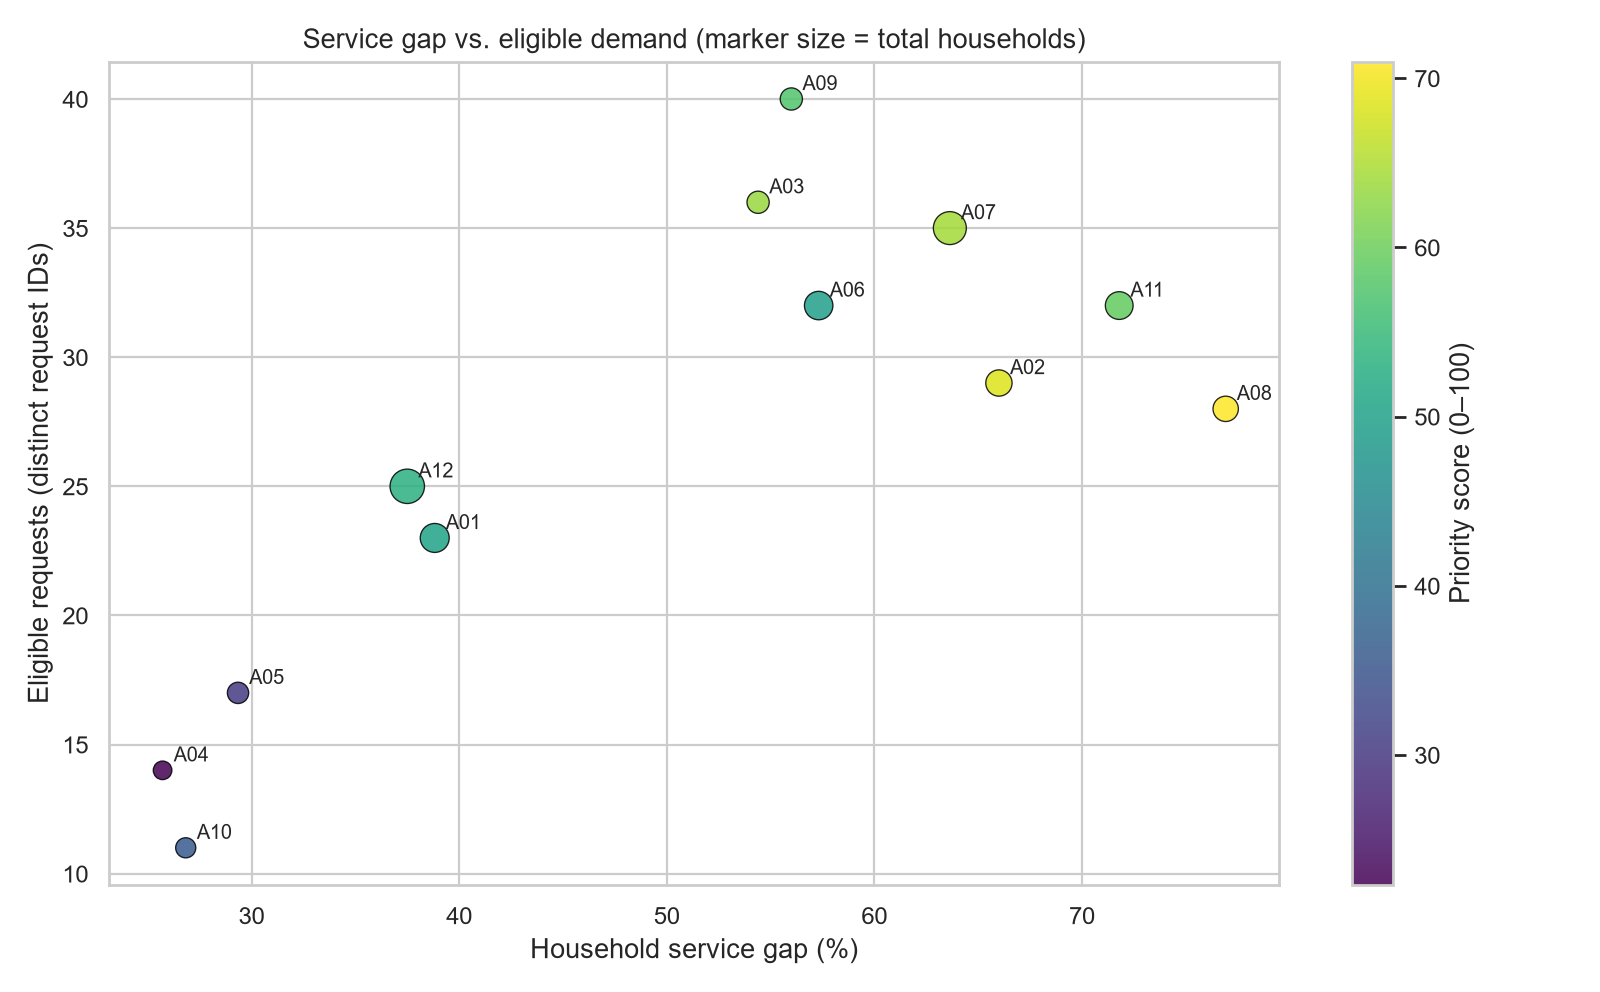 Service gap vs. eligible demand (marker size = total households)
Eligible requests (distinct request IDs)
40
35
30
25
20
15
10
A09
A03
A07
A06
A11
A02
A08
A12
A01
A05
A04
A10
30
40
50
60
70
Household service gap (%)
70
60
50
40
30
Priority score (0–100)